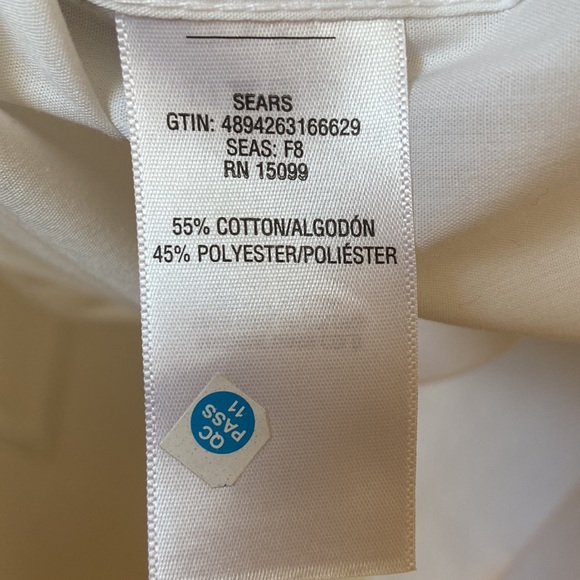 SEARS
GTIN: 4894263166629
SEAS: F8
RN 15099
55% COTTON/ALGODÓN
45% POLYESTER/POLIÉSTER
QC
PASS
11